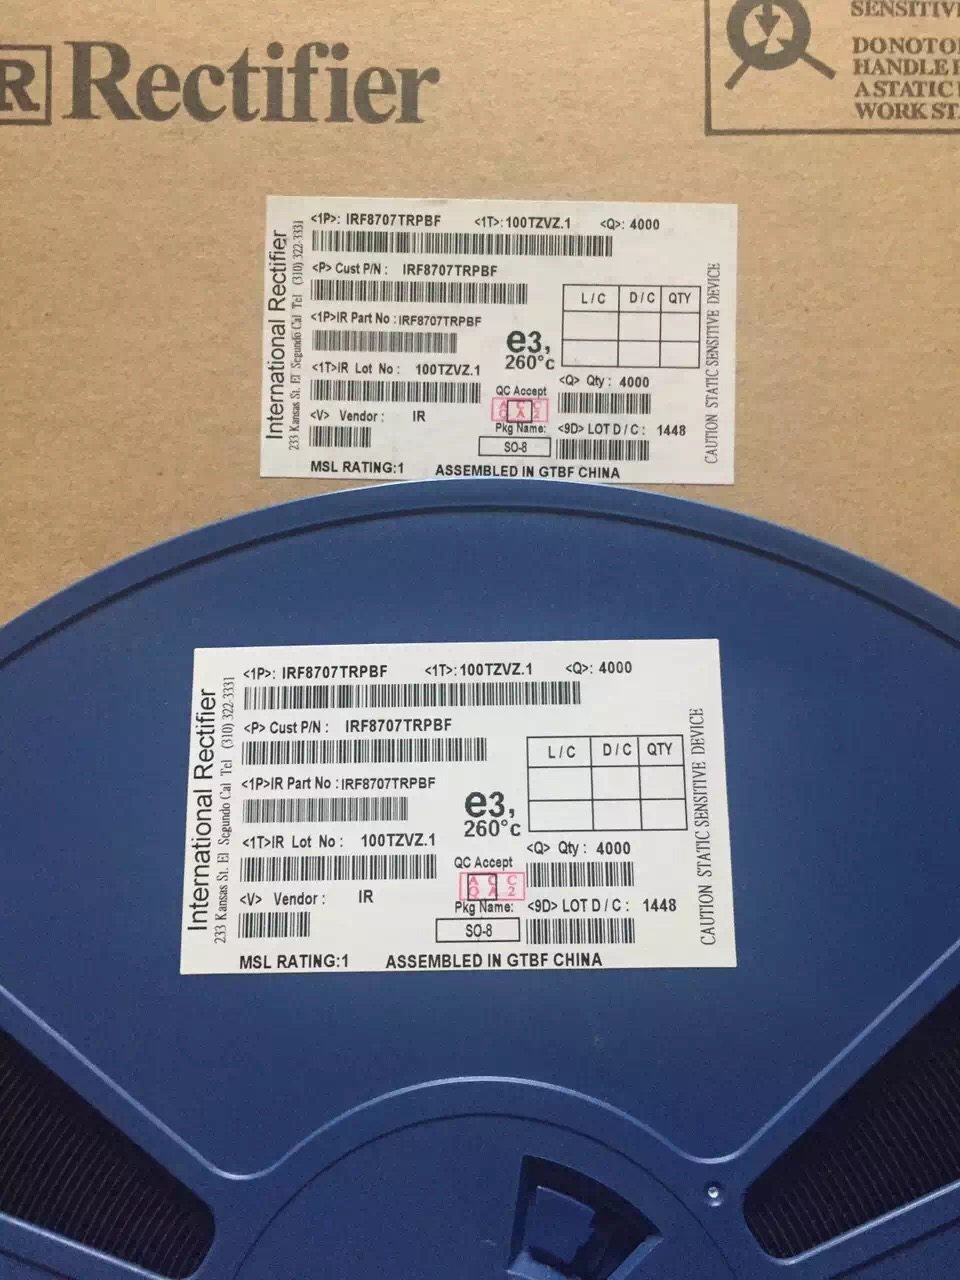 R Rectifier
SENSITIV
DO NOT O
HANDLE
A STATIC
WORK ST
<1P>: IRF8707TRPBF <1T>: 100TZVZ.1 <Q>: 4000
<P> Cust P/N : IRF8707TRPBF
L/C D/C QTY
<1P>IR Part No : IRF8707TRPBF
e3,
260°c
<1T>IR Lot No : 100TZVZ.1
<Q> Qty : 4000
QC Accept
A C C
Q A 2
<V> Vendor : IR
Pkg Name: <9D> LOT D/C : 1448
SO-8
MSL RATING:1 ASSEMBLED IN GTBF CHINA
International Rectifier
233 Kansas St. El Segundo Cal Tel (310) 322-3331
CAUTION STATIC SENSITIVE DEVICE
<1P>: IRF8707TRPBF <1T>: 100TZVZ.1 <Q>: 4000
<P> Cust P/N : IRF8707TRPBF
L/C D/C QTY
<1P>IR Part No : IRF8707TRPBF
e3,
260°c
<1T>IR Lot No : 100TZVZ.1
<Q> Qty : 4000
QC Accept
A C C
Q A 2
<V> Vendor : IR
Pkg Name: <9D> LOT D/C : 1448
SO-8
MSL RATING:1 ASSEMBLED IN GTBF CHINA
International Rectifier
233 Kansas St. El Segundo Cal Tel (310) 322-3331
CAUTION STATIC SENSITIVE DEVICE